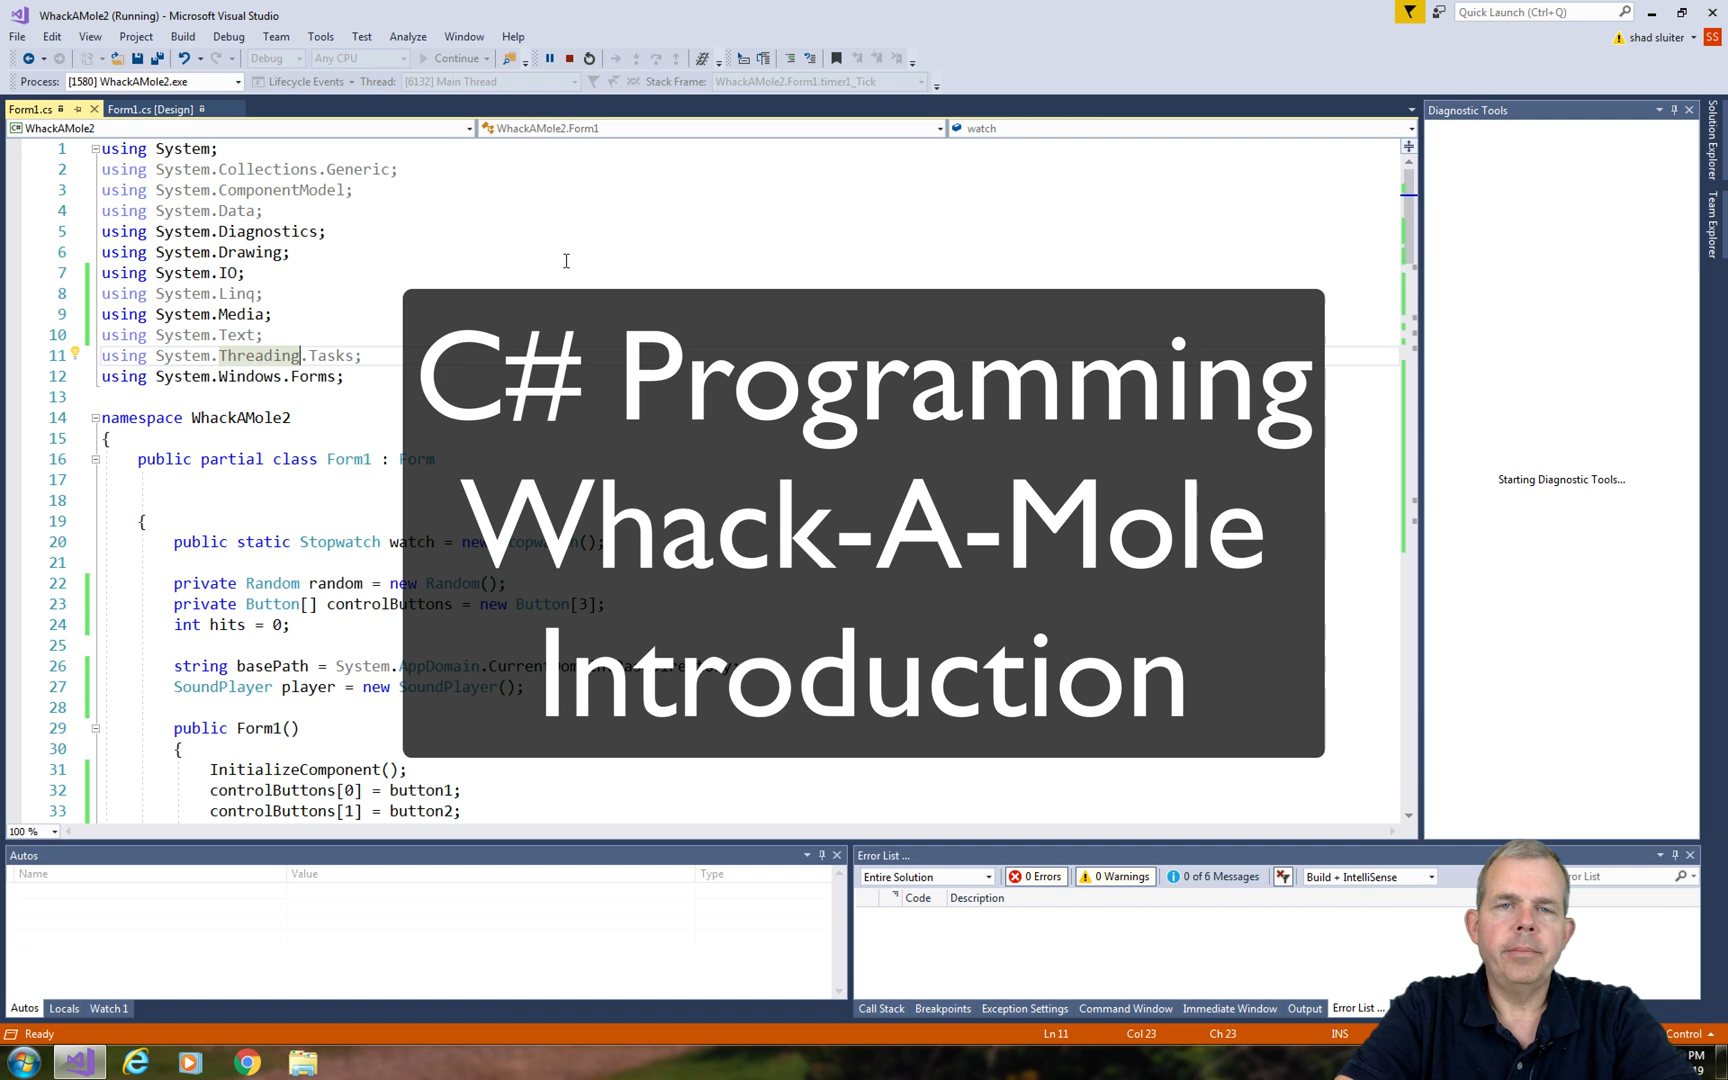 WhackAMole2 (Running) - Microsoft Visual Studio
Quick Launch (Ctrl+Q)
File Edit View Project Build Debug Team Tools Test Analyze Window Help
shad sluiter SS
Debug Any CPU Continue
Process: [1580] WhackAMole2.exe Lifecycle Events Thread: [6132] Main Thread Stack Frame: WhackAMole2.Form1.timer1_Tick
Form1.cs Form1.cs [Design]
Diagnostic Tools
WhackAMole2 WhackAMole2.Form1 watch
Solution Explorer
Team Explorer
1 using System;
2 using System.Collections.Generic;
3 using System.ComponentModel;
4 using System.Data;
5 using System.Diagnostics;
6 using System.Drawing;
7 using System.IO;
8 using System.Linq;
9 using System.Media;
10 using System.Text;
11 using System.Threading.Tasks;
12 using System.Windows.Forms;
13
14 namespace WhackAMole2
15 {
16 public partial class Form1 : Form
17
18
19 {
20 public static Stopwatch watch = new Stopwatch();
21
22 private Random random = new Random();
23 private Button[] controlButtons = new Button[3];
24 int hits = 0;
25
26 string basePath = System.AppDomain.CurrentDomain.BaseDirectory;
27 SoundPlayer player = new SoundPlayer();
28
29 public Form1()
30 {
31 InitializeComponent();
32 controlButtons[0] = button1;
33 controlButtons[1] = button2;
C# Programming
Whack-A-Mole
Introduction
Starting Diagnostic Tools...
100 %
Autos
Name Value Type
Autos Locals Watch 1
Error List ...
Entire Solution 0 Errors 0 Warnings 0 of 6 Messages Build + IntelliSense
Code Description
Call Stack Breakpoints Exception Settings Command Window Immediate Window Output Error List ...
Ready Ln 11 Col 23 Ch 23 INS Control
PM